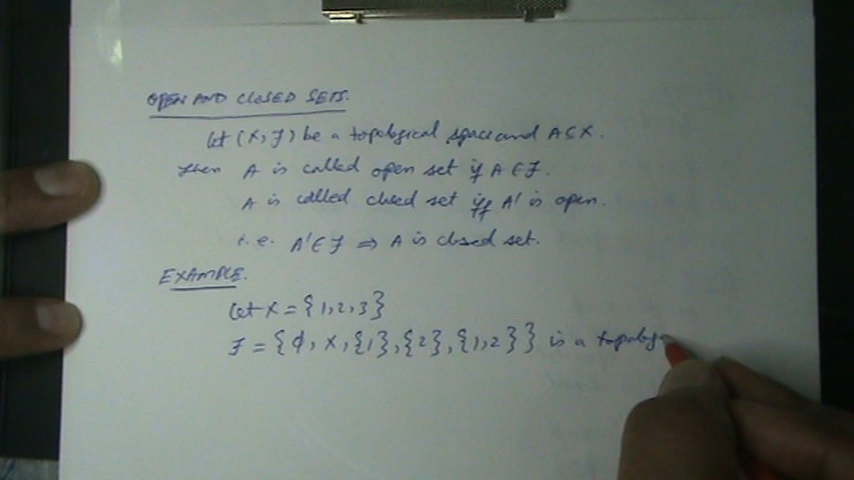 OPEN AND CLOSED SETS.
Let (X, J) be a topological space and A ⊆ X.
Then A is called open set if A ∈ J.
A is called closed set iff A' is open.
i.e. A' ∈ J ⇒ A is closed set.
EXAMPLE.
Let X = {1, 2, 3}
J = {φ, X, {1}, {2}, {1, 2}} is a topolog